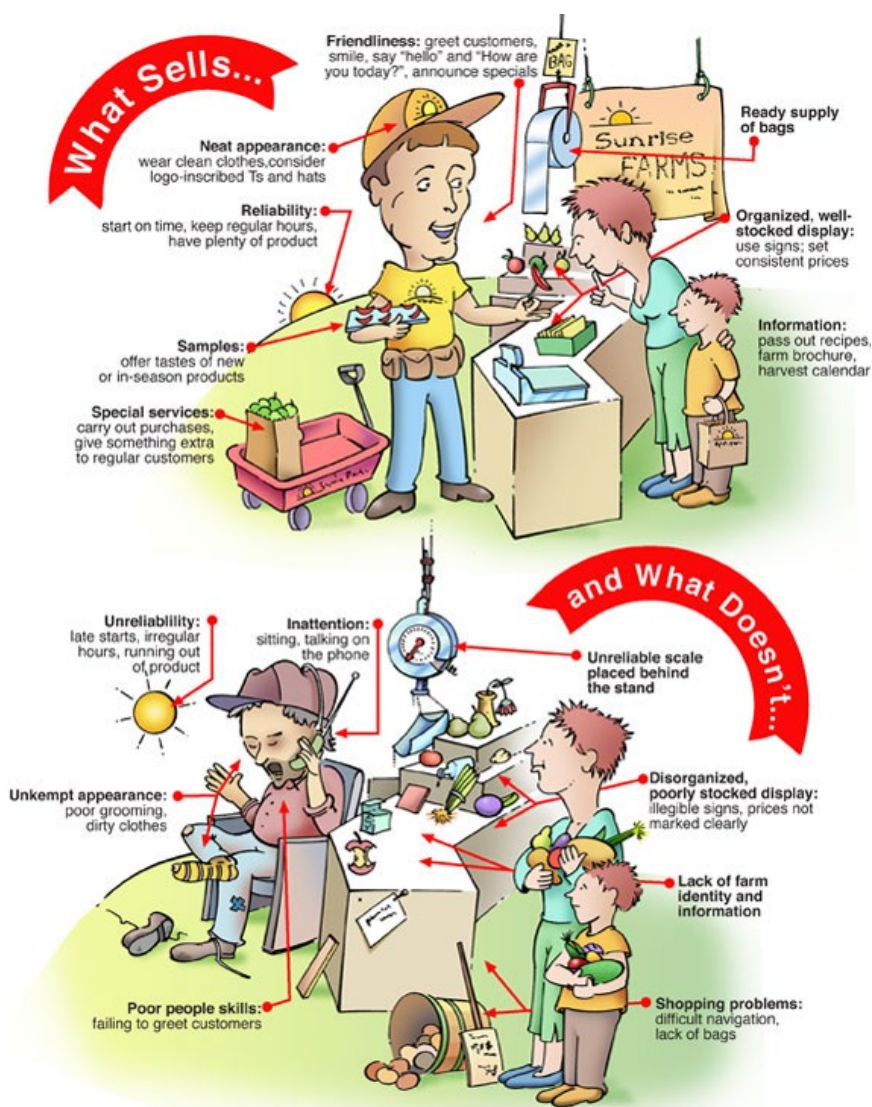 What Sells...
Friendliness: greet customers,
smile, say “hello” and “How are
you today?”, announce specials
BAG
Ready supply
of bags
Sunrise
FARMS
Neat appearance:
wear clean clothes,consider
logo-inscribed Ts and hats
Reliability:
start on time, keep regular hours,
have plenty of product
Organized, well-
stocked display:
use signs; set
consistent prices
Samples:
offer tastes of new
or in-season products
Information:
pass out recipes,
farm brochure,
harvest calendar
Special services:
carry out purchases,
give something extra
to regular customers
and What Doesn't...
Unreliablility:
late starts, irregular
hours, running out
of product
Inattention:
sitting, talking on
the phone
Unreliable scale
placed behind
the stand
Unkempt appearance:
poor grooming,
dirty clothes
Disorganized,
poorly stocked display:
illegible signs, prices not
marked clearly
Lack of farm
identity and
information
Poor people skills:
failing to greet customers
Shopping problems:
difficult navigation,
lack of bags